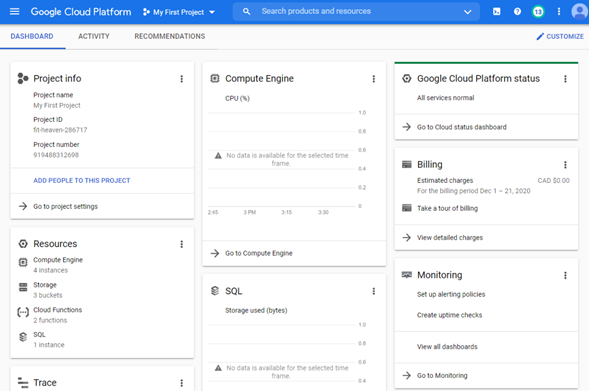 Google Cloud Platform
My First Project
Search products and resources
13
DASHBOARD
ACTIVITY
RECOMMENDATIONS
CUSTOMIZE
Project info
Project name
My First Project
Project ID
fit-heaven-286717
Project number
919488312698
ADD PEOPLE TO THIS PROJECT
Go to project settings
Resources
Compute Engine
4 instances
Storage
3 buckets
Cloud Functions
2 functions
SQL
1 instance
Trace
Compute Engine
CPU (%)
1.0
0.8
0.6
No data is available for the selected time
frame.
0.4
0.2
0
2:45
3 PM
3:15
3:30
Go to Compute Engine
SQL
Storage used (bytes)
1.0
0.8
0.6
No data is available for the selected time
frame.
0.4
Google Cloud Platform status
All services normal
Go to Cloud status dashboard
Billing
Estimated charges
CAD $0.00
For the billing period Dec 1 – 21, 2020
Take a tour of billing
View detailed charges
Monitoring
Set up alerting policies
Create uptime checks
View all dashboards
Go to Monitoring